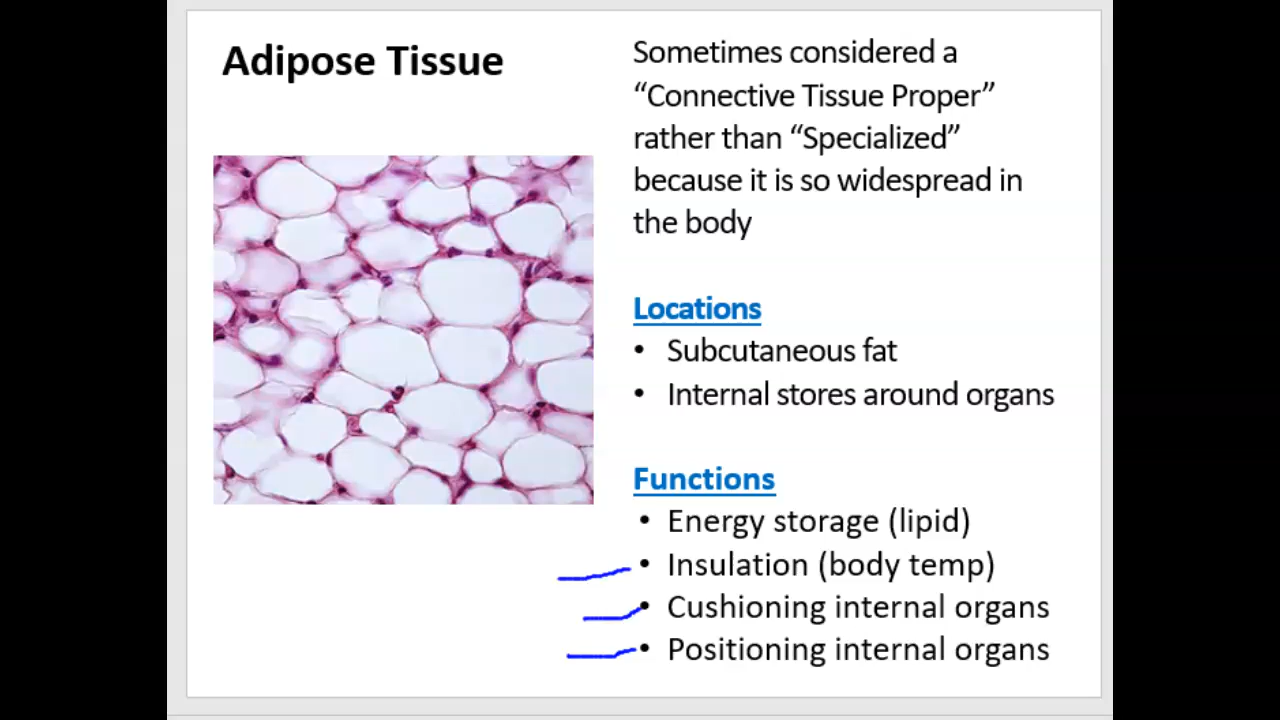 Adipose Tissue
Sometimes considered a
“Connective Tissue Proper”
rather than “Specialized”
because it is so widespread in
the body
Locations
• Subcutaneous fat
• Internal stores around organs
Functions
• Energy storage (lipid)
• Insulation (body temp)
• Cushioning internal organs
• Positioning internal organs